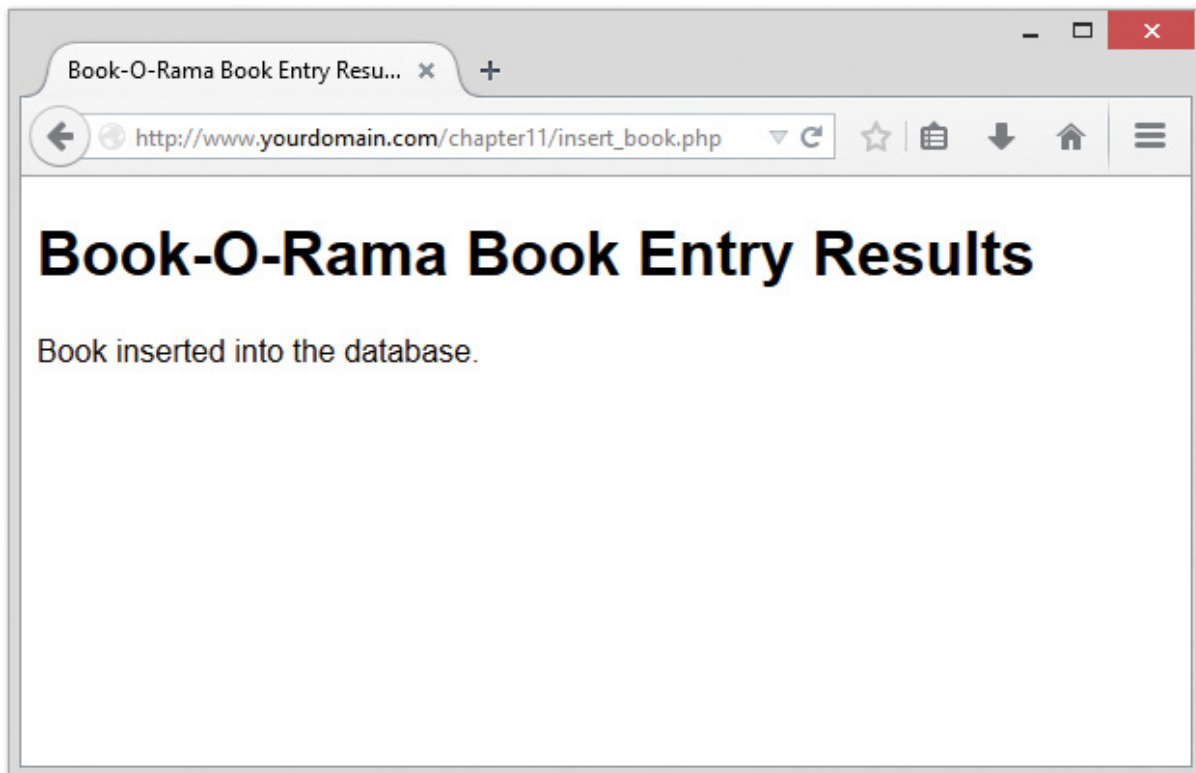 Book-O-Rama Book Entry Resu...
http://www.yourdomain.com/chapter11/insert_book.php
Book-O-Rama Book Entry Results
Book inserted into the database.